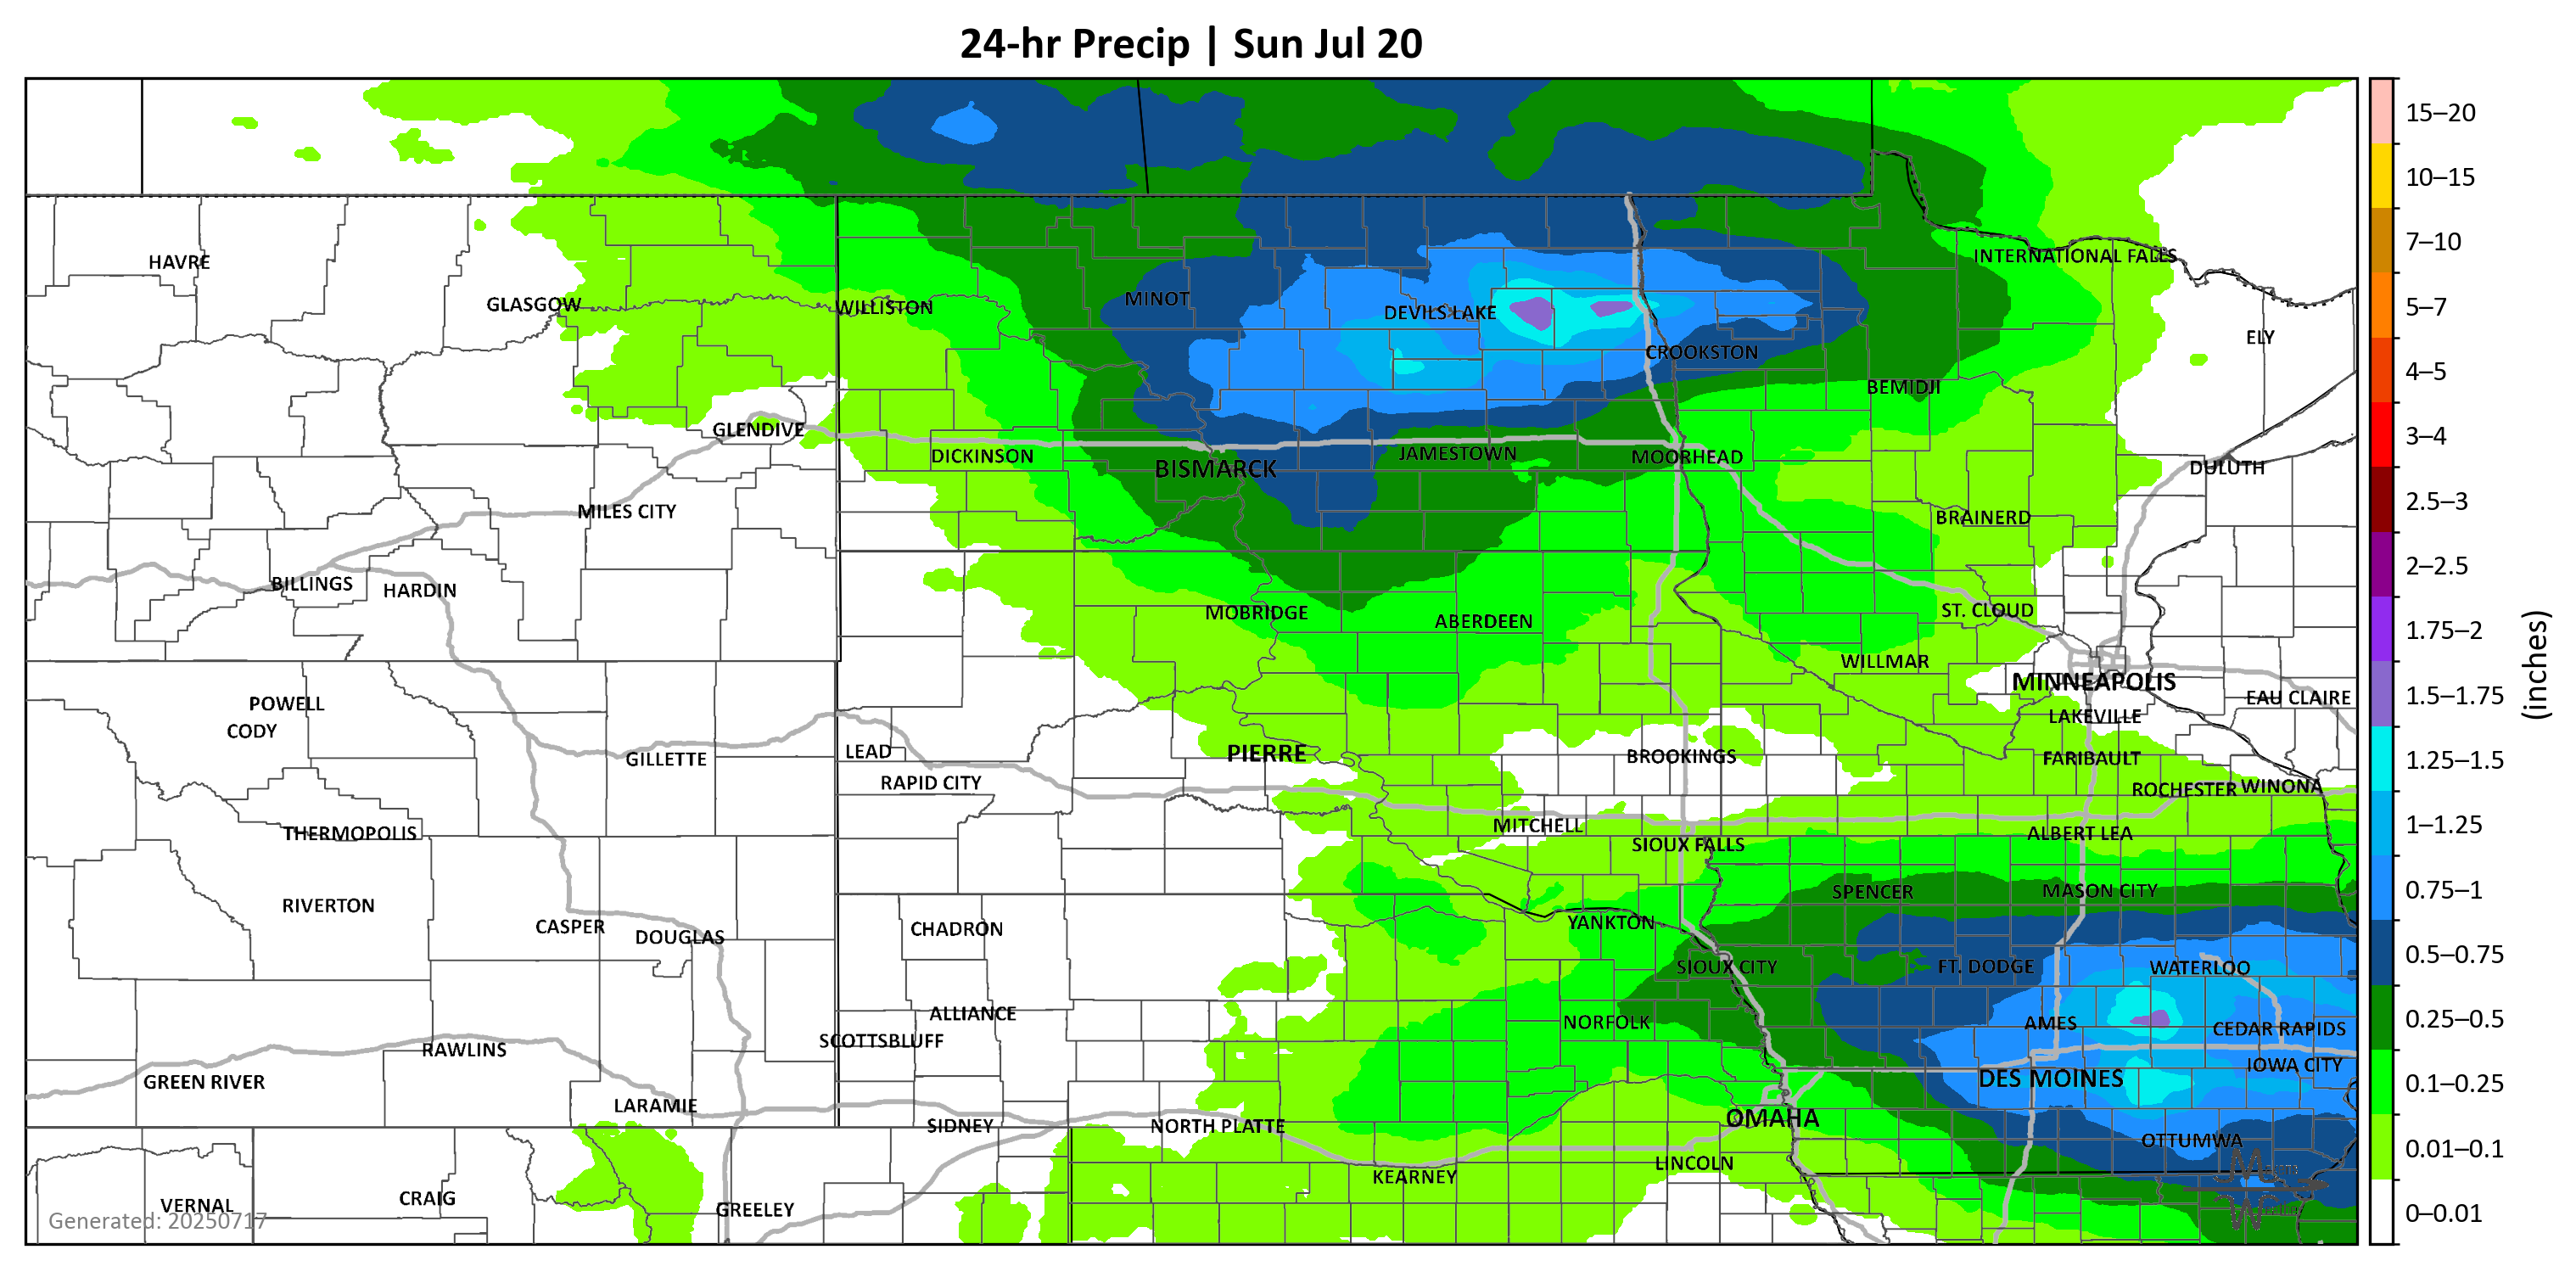 24-hr Precip | Sun Jul 20
15–20
10–15
HAVRE
INTERNATIONAL FALLS
7–10
GLASGOW
WILLISTON
MINOT
DEVILS LAKE
5–7
ELY
CROOKSTON
4–5
BEMIDJI
GLENDIVE
3–4
DICKINSON
BISMARCK
JAMESTOWN
MOORHEAD
DULUTH
MILES CITY
BRAINERD
2.5–3
BILLINGS
HARDIN
2–2.5
MOBRIDGE
ABERDEEN
ST. CLOUD
1.75–2
WILLMAR
(inches)
MINNEAPOLIS
POWELL
EAU CLAIRE
1.5–1.75
CODY
LAKEVILLE
GILLETTE
LEAD
PIERRE
BROOKINGS
FARIBAULT
1.25–1.5
RAPID CITY
ROCHESTER
WINONA
THERMOPOLIS
MITCHELL
ALBERT LEA
1–1.25
SIOUX FALLS
RIVERTON
SPENCER
MASON CITY
0.75–1
CASPER
DOUGLAS
CHADRON
YANKTON
SIOUX CITY
FT. DODGE
WATERLOO
0.5–0.75
ALLIANCE
NORFOLK
AMES
CEDAR RAPIDS
0.25–0.5
SCOTTSBLUFF
RAWLINS
GREEN RIVER
DES MOINES
IOWA CITY
0.1–0.25
LARAMIE
SIDNEY
NORTH PLATTE
OMAHA
OTTUMWA
0.01–0.1
LINCOLN
KEARNEY
VERNAL
CRAIG
GREELEY
0–0.01
Generated: 20250717